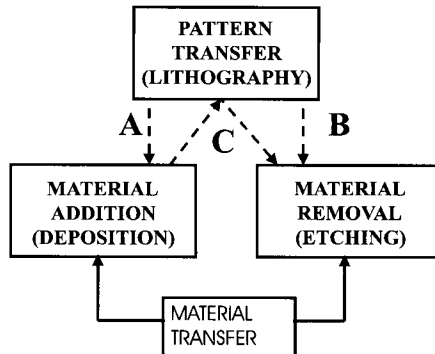 PATTERN
TRANSFER
(LITHOGRAPHY)
A
C
B
MATERIAL
ADDITION
(DEPOSITION)
MATERIAL
REMOVAL
(ETCHING)
MATERIAL
TRANSFER